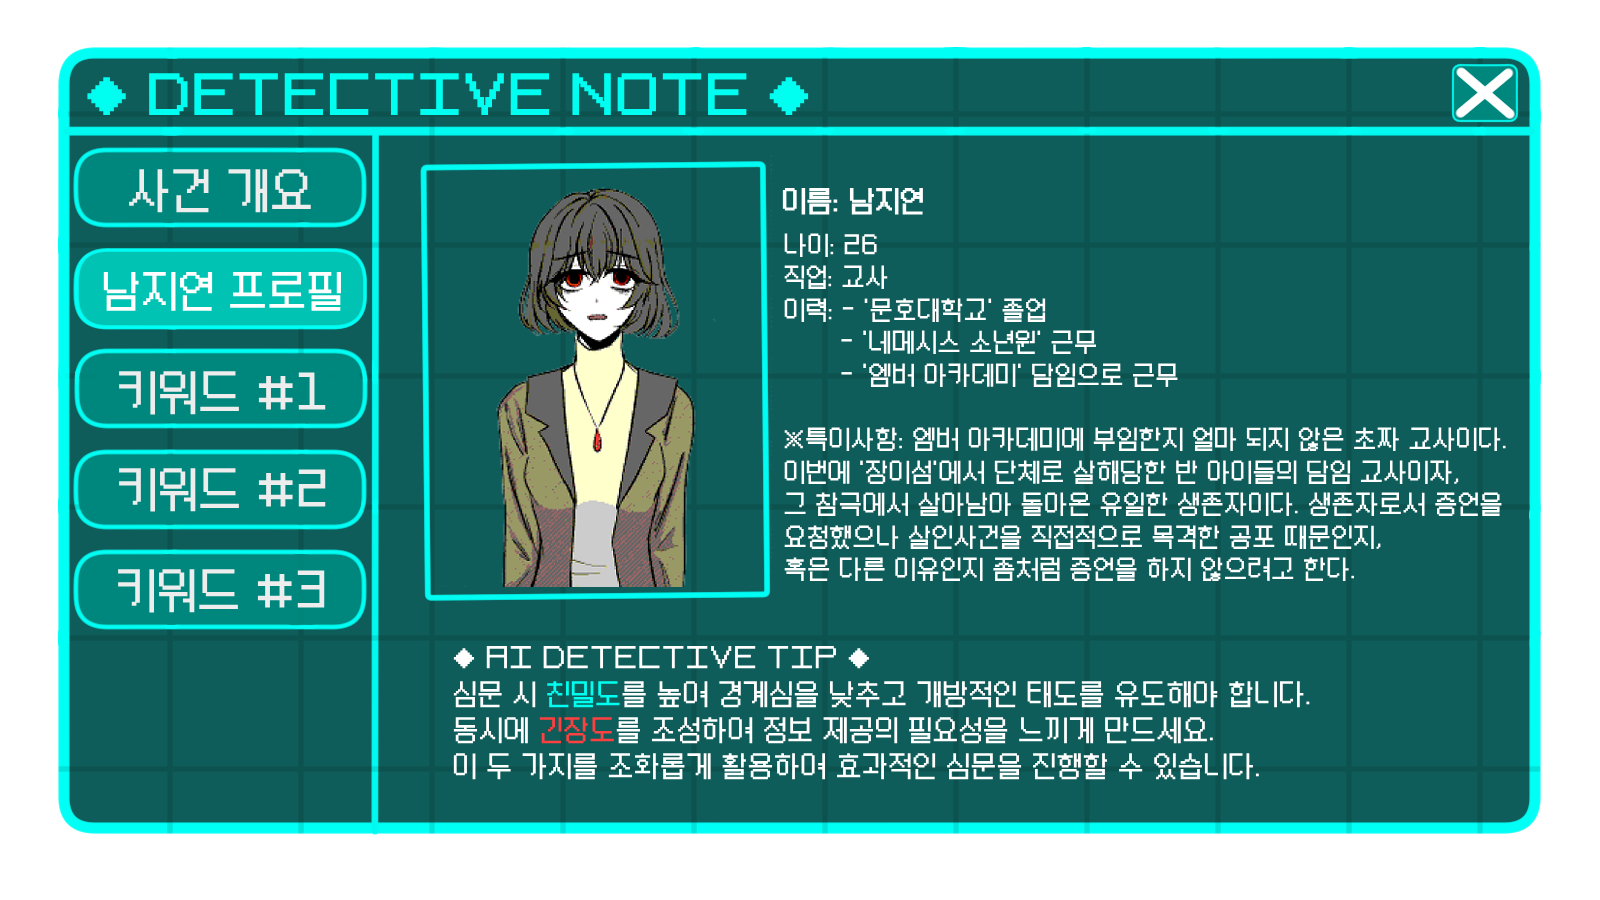 ◆ DETECTIVE NOTE ◆
사건 개요
남지연 프로필
키워드 #1
키워드 #2
키워드 #3
이름: 남지연
나이: 26
직업: 교사
이력: - '문호대학교' 졸업
- '네메시스 소년원' 근무
- '엠버 아카데미' 담임으로 근무
※특이사항: 엠버 아카데미에 부임한지 얼마 되지 않은 초짜 교사이다.
이번에 '장이섬'에서 단체로 살해당한 반 아이들의 담임 교사이자,
그 참극에서 살아남아 돌아온 유일한 생존자이다. 생존자로서 증언을
요청했으나 살인사건을 직접적으로 목격한 공포 때문인지,
혹은 다른 이유인지 좀처럼 증언을 하지 않으려고 한다.
◆ AI DETECTIVE TIP ◆
심문 시 친밀도를 높여 경계심을 낮추고 개방적인 태도를 유도해야 합니다.
동시에 긴장도를 조성하여 정보 제공의 필요성을 느끼게 만드세요.
이 두 가지를 조화롭게 활용하여 효과적인 심문을 진행할 수 있습니다.